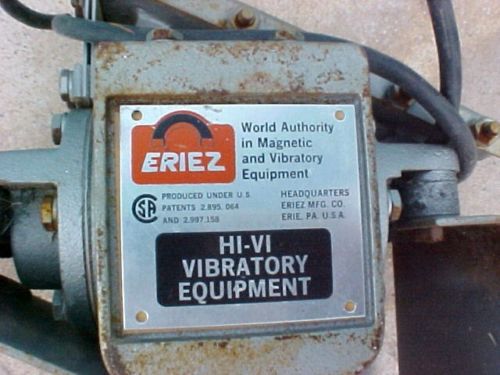 ERIEZ
World Authority
in Magnetic
and Vibratory
Equipment
SA
PRODUCED UNDER U.S.
PATENTS 2.895.064
AND 2.997.158
HEADQUARTERS
ERIEZ MFG. CO.
ERIE, PA. U.S.A.
HI-VI
VIBRATORY
EQUIPMENT